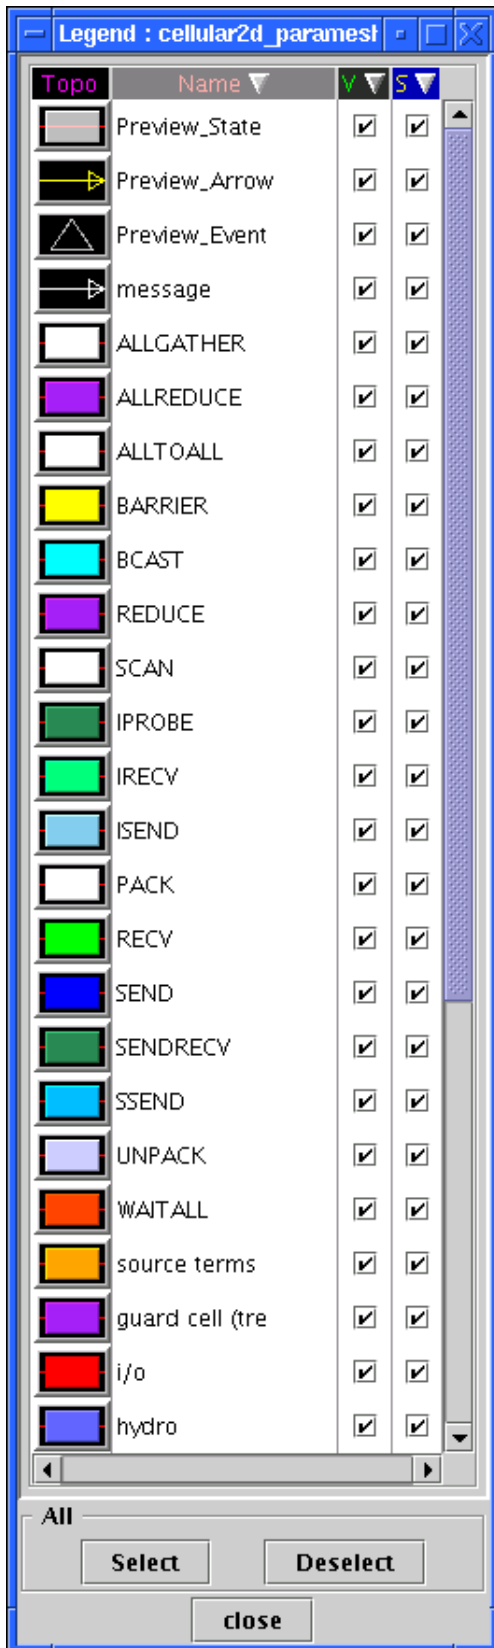 Legend : cellular2d_paramesh
Topo Name V S
Preview_State
Preview_Arrow
Preview_Event
message
ALLGATHER
ALLREDUCE
ALLTOALL
BARRIER
BCAST
REDUCE
SCAN
IPROBE
IRECV
ISEND
PACK
RECV
SEND
SENDRECV
SSEND
UNPACK
WAITALL
source terms
guard cell (tre
i/o
hydro
All
Select Deselect
close